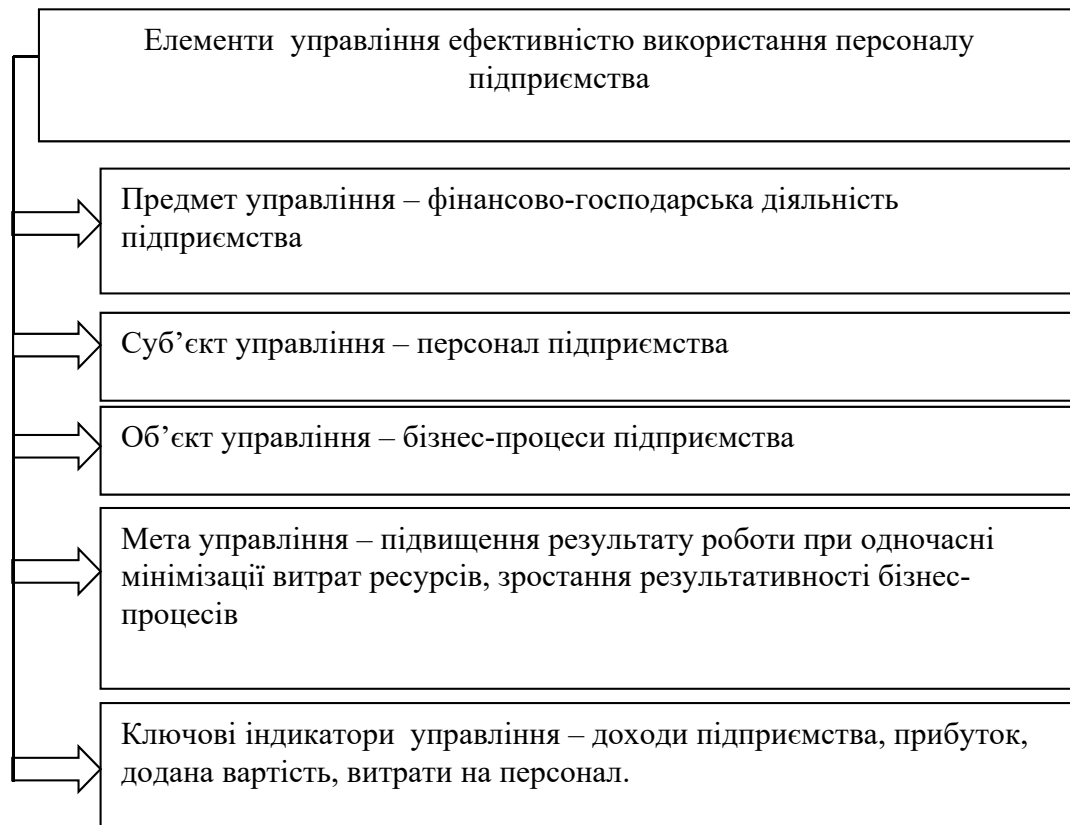 Елементи  управління ефективністю використання персоналу
підприємства
Предмет управління – фінансово-господарська діяльність
підприємства
Суб’єкт управління – персонал підприємства
Об’єкт управління – бізнес-процеси підприємства
Мета управління – підвищення результату роботи при одночасні
мінімізації витрат ресурсів, зростання результативності бізнес-
процесів
Ключові індикатори  управління – доходи підприємства, прибуток,
додана вартість, витрати на персонал.